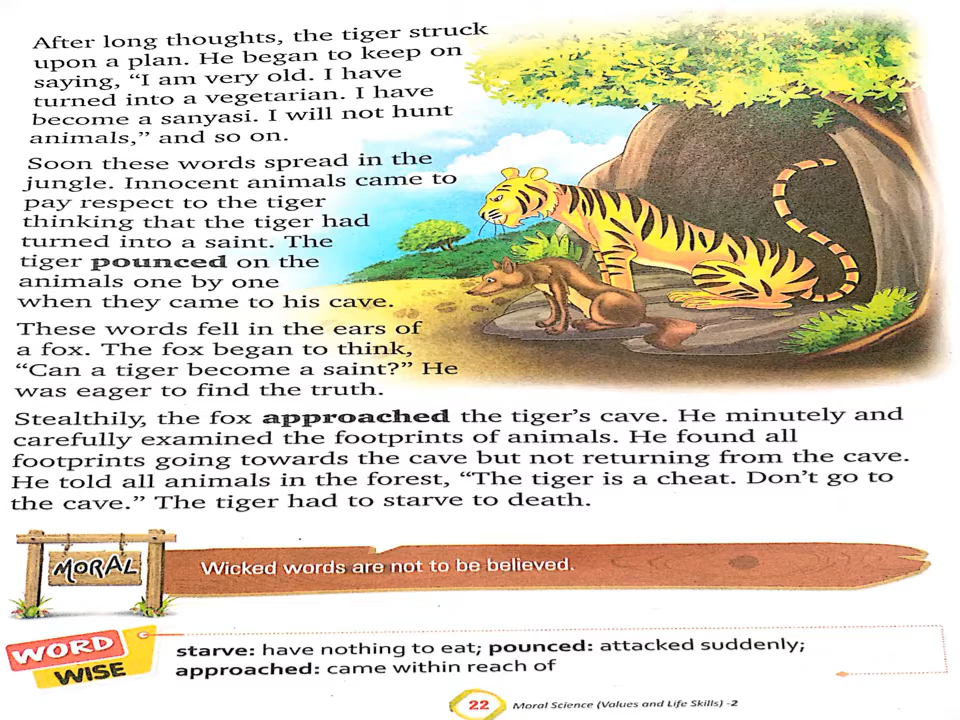 After long thoughts, the tiger struck
upon a plan. He began to keep on
saying, “I am very old. I have
turned into a vegetarian. I have
become a sanyasi. I will not hunt
animals,” and so on.
Soon these words spread in the
jungle. Innocent animals came to
pay respect to the tiger
thinking that the tiger had
turned into a saint. The
tiger pounced on the
animals one by one
when they came to his cave.
These words fell in the ears of
a fox. The fox began to think,
“Can a tiger become a saint?” He
was eager to find the truth.
Stealthily, the fox approached the tiger’s cave. He minutely and
carefully examined the footprints of animals. He found all
footprints going towards the cave but not returning from the cave.
He told all animals in the forest, “The tiger is a cheat. Don’t go to
the cave.” The tiger had to starve to death.
MORAL
Wicked words are not to be believed.
WORD
WISE
starve: have nothing to eat; pounced: attacked suddenly;
approached: came within reach of
22
Moral Science (Values and Life Skills) -2